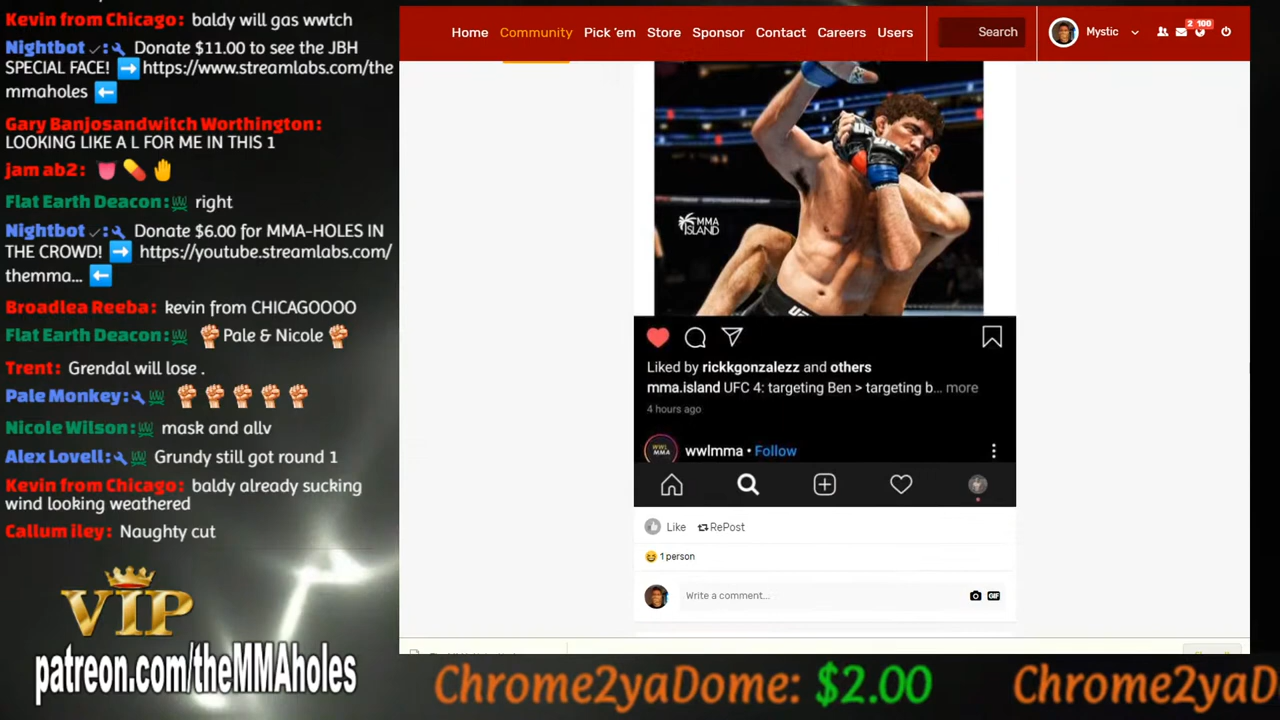 Kevin from Chicago: baldy will gas wwtch
Nightbot ✓: Donate $11.00 to see the JBH
SPECIAL FACE! ➡️ https://www.streamlabs.com/the
mmaholes ⬅️
Gary Banjosandwitch Worthington:
LOOKING LIKE A L FOR ME IN THIS 1
jam ab2: 👅 💊 🤚
Flat Earth Deacon: right
Nightbot ✓: Donate $6.00 for MMA-HOLES IN
THE CROWD! ➡️ https://youtube.streamlabs.com/
themma... ⬅️
Broadlea Reeba: kevin from CHICAGOOOO
Flat Earth Deacon: ✊🏻 Pale & Nicole ✊🏻
Trent: Grendal will lose .
Pale Monkey: ✊🏻 ✊🏻 ✊🏻 ✊🏻 ✊🏻
Nicole Wilson: mask and allv
Alex Lovell: Grundy still got round 1
Kevin from Chicago: baldy already sucking
wind looking weathered
Callum iley: Naughty cut
VIP
patreon.com/theMMAholes
Home Community Pick 'em Store Sponsor Contact Careers Users Search Mystic 2 100
UFC
MMA
ISLAND
Liked by rickkgonzalezz and others
mma.island UFC 4: targeting Ben > targeting b... more
4 hours ago
WWL
MMA
wwlmma • Follow
Like RePost
😆 1 person
Write a comment... GIF
Chrome2yaDome: $2.00 Chrome2yaD